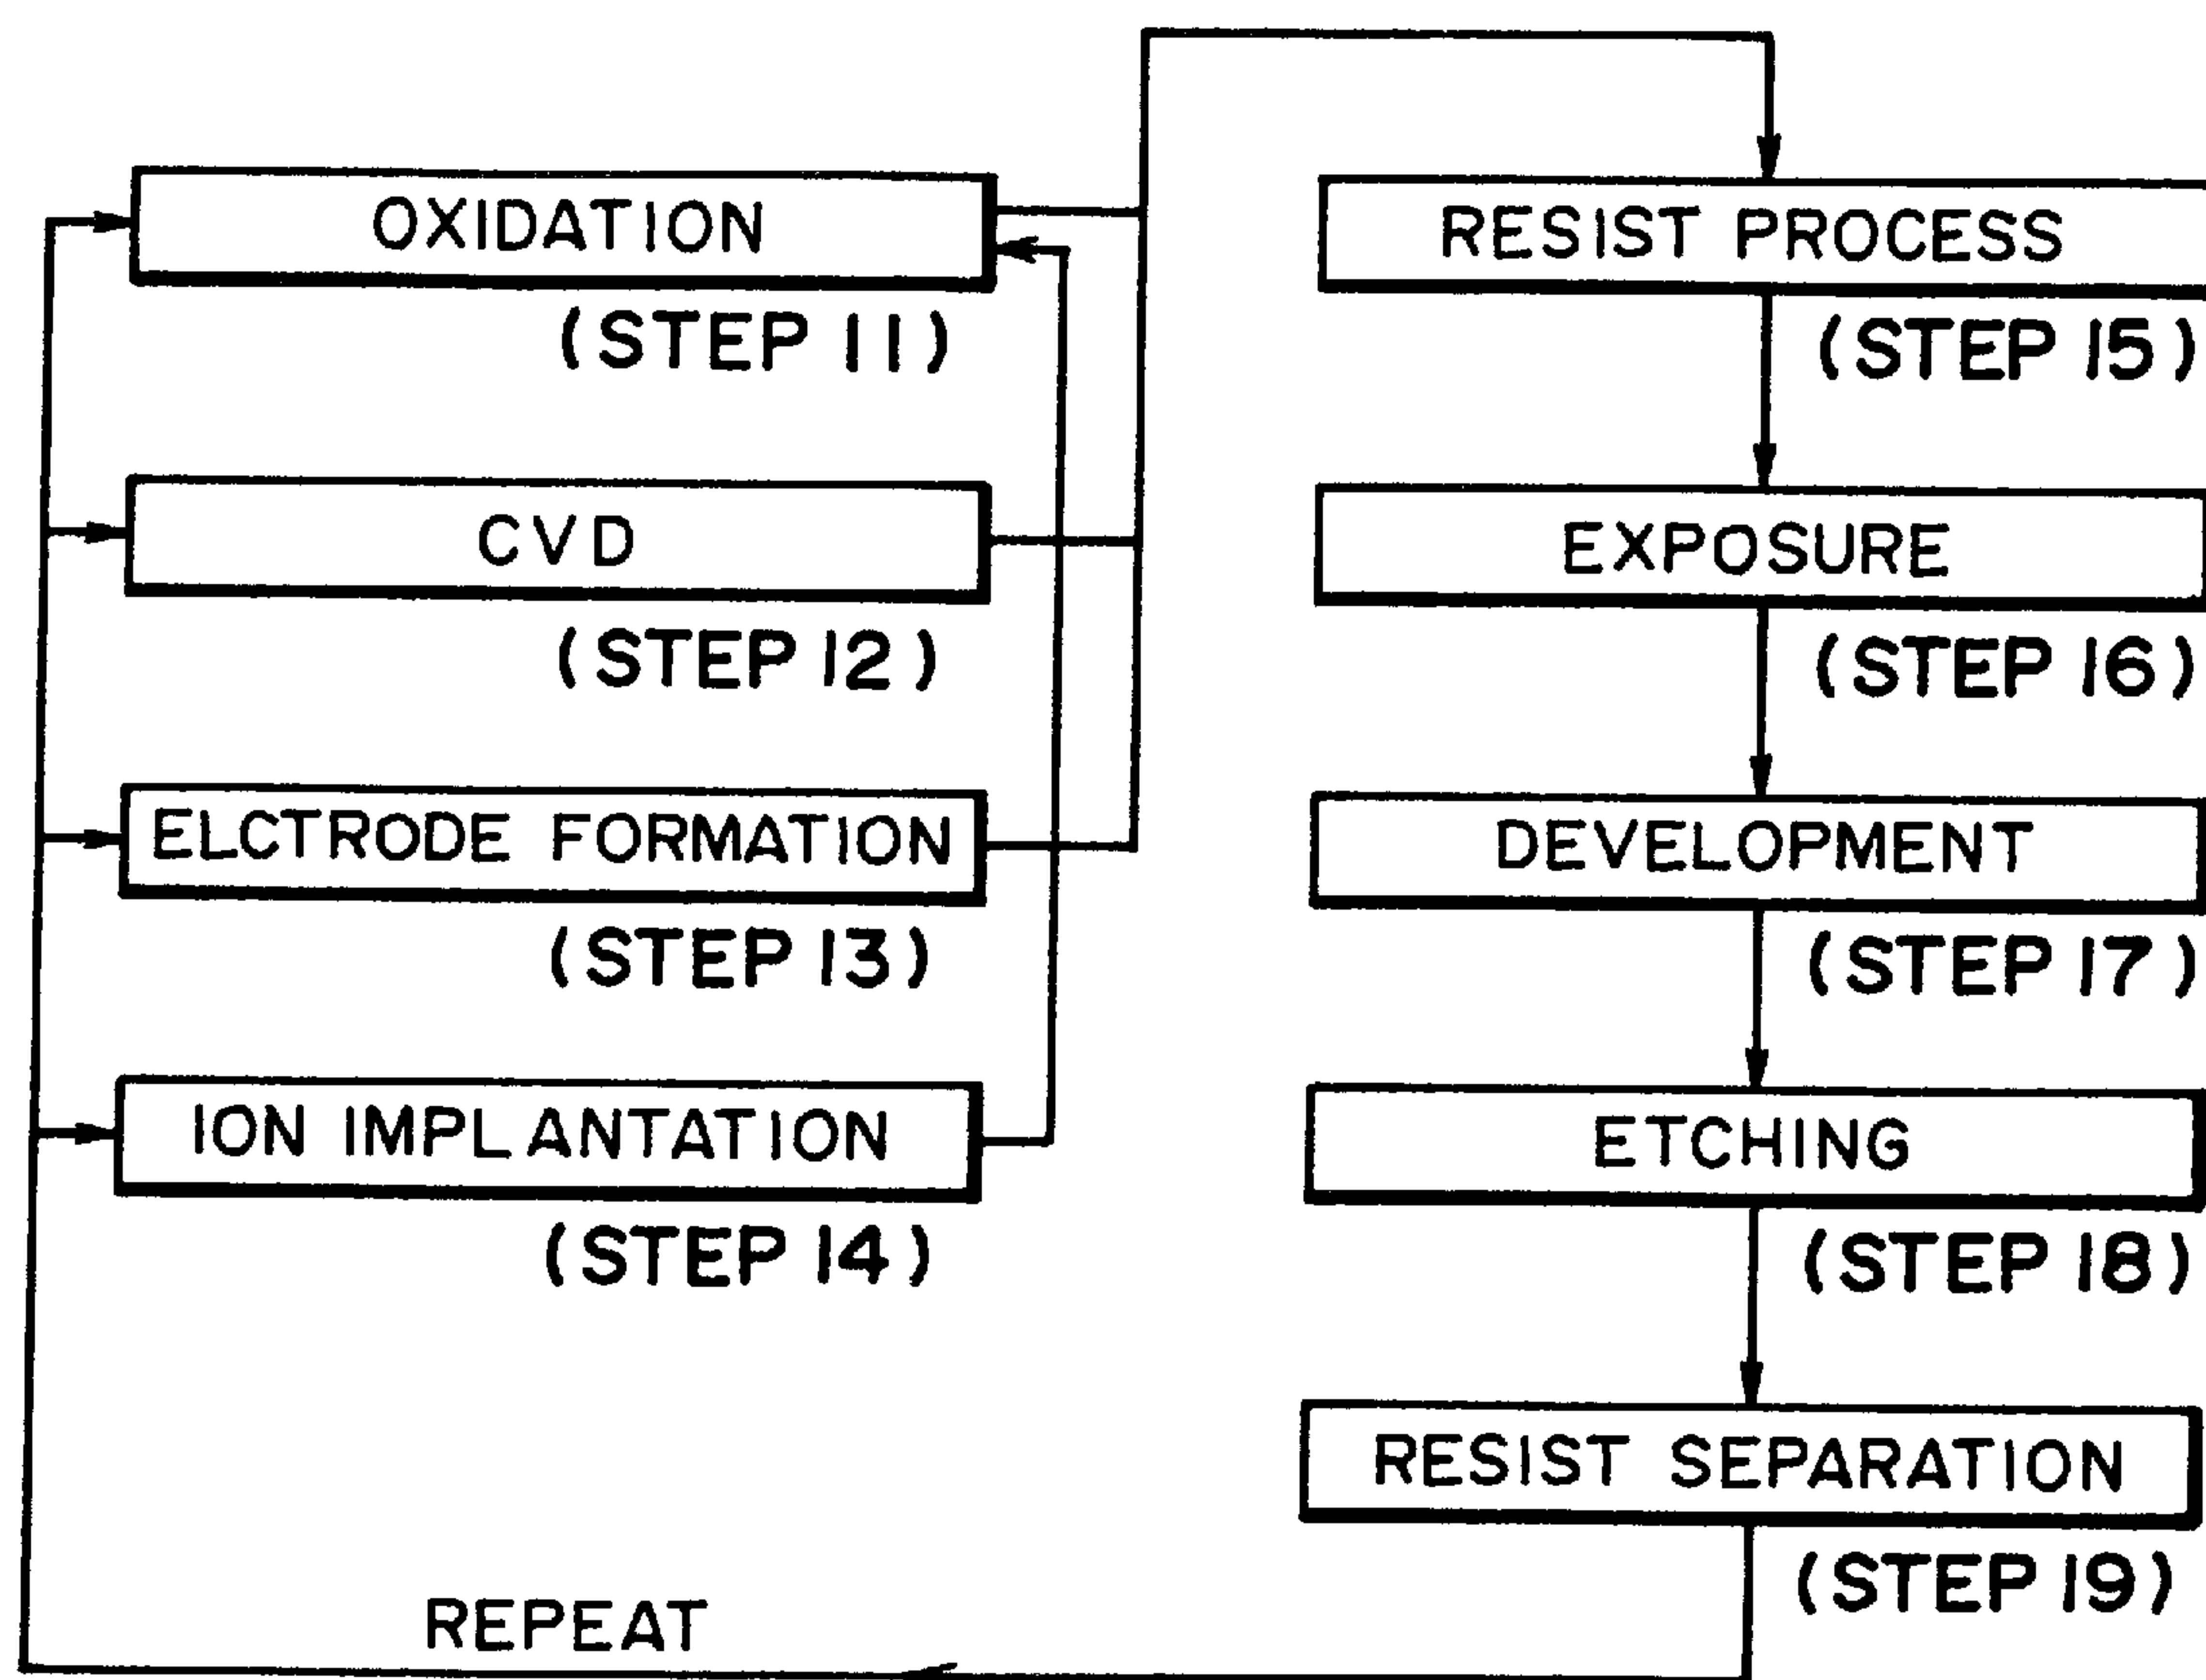 OXIDATION
(STEP 11)
CVD
(STEP 12)
ELCTRODE FORMATION
(STEP 13)
ION IMPLANTATION
(STEP 14)
RESIST PROCESS
(STEP 15)
EXPOSURE
(STEP 16)
DEVELOPMENT
(STEP 17)
ETCHING
(STEP 18)
RESIST SEPARATION
(STEP 19)
REPEAT